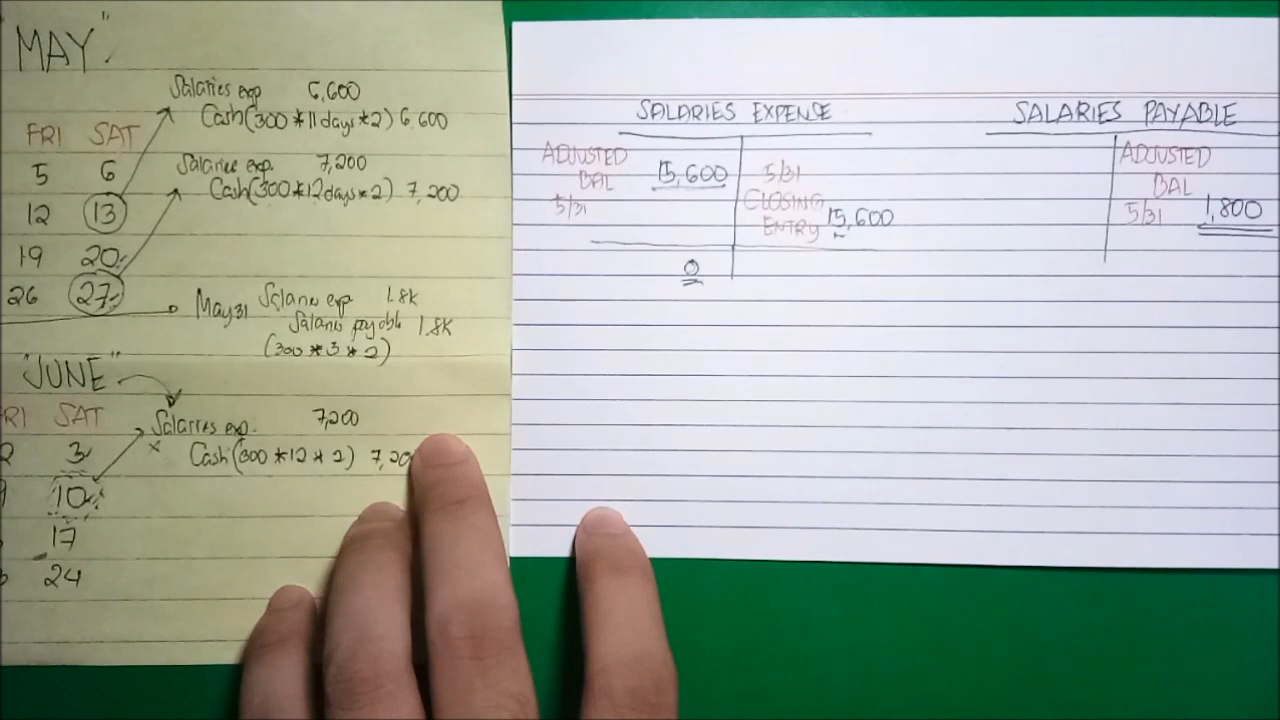 "MAY"
Salaries exp 6,600
Cash(300*11days*2) 6,600
FRI SAT
5 6
12 13
19 20
26 27
Salaries exp. 7,200
Cash(300*12days*2) 7,200
May 31 Salaries exp 1.8K
Salaries payable 1.8K
(300*3*2)
"JUNE"
RI SAT
2 3
10
17
24
Salaries exp. 7,200
Cash(300*12*2) 7,20
SALARIES EXPENSE
ADJUSTED
BAL
5/31
15,600
5/31
CLOSING
ENTRY 15,600
0
SALARIES PAYABLE
ADJUSTED
BAL
5/31 1,800